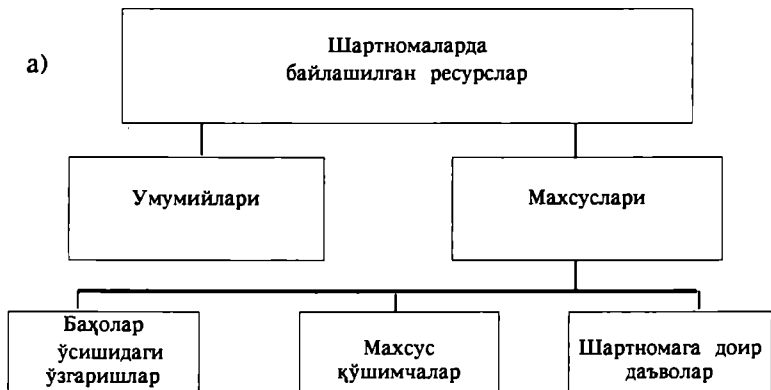 а)
Шартномаларда
байлашилган ресурслар
Умумийлари
Махсуслари
Баҳолар
ўсишидаги
ўзгаришлар
Махсус
қўшимчалар
Шартномага доир
даъволар